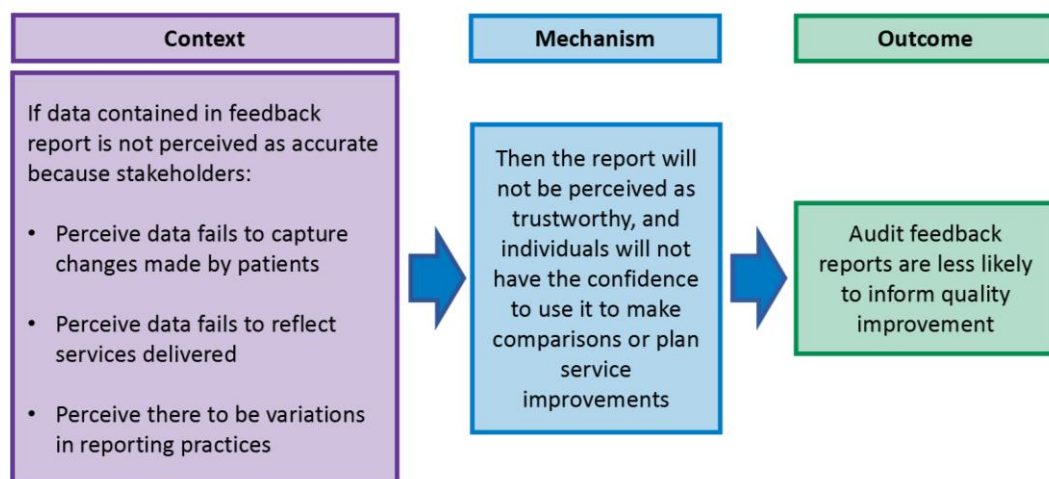 Context
Mechanism
Outcome
If data contained in feedback
report is not perceived as accurate
because stakeholders:
• Perceive data fails to capture
changes made by patients
• Perceive data fails to reflect
services delivered
• Perceive there to be variations
in reporting practices
Then the report will
not be perceived as
trustworthy, and
individuals will not
have the confidence
to use it to make
comparisons or plan
service
improvements
Audit feedback
reports are less likely
to inform quality
improvement